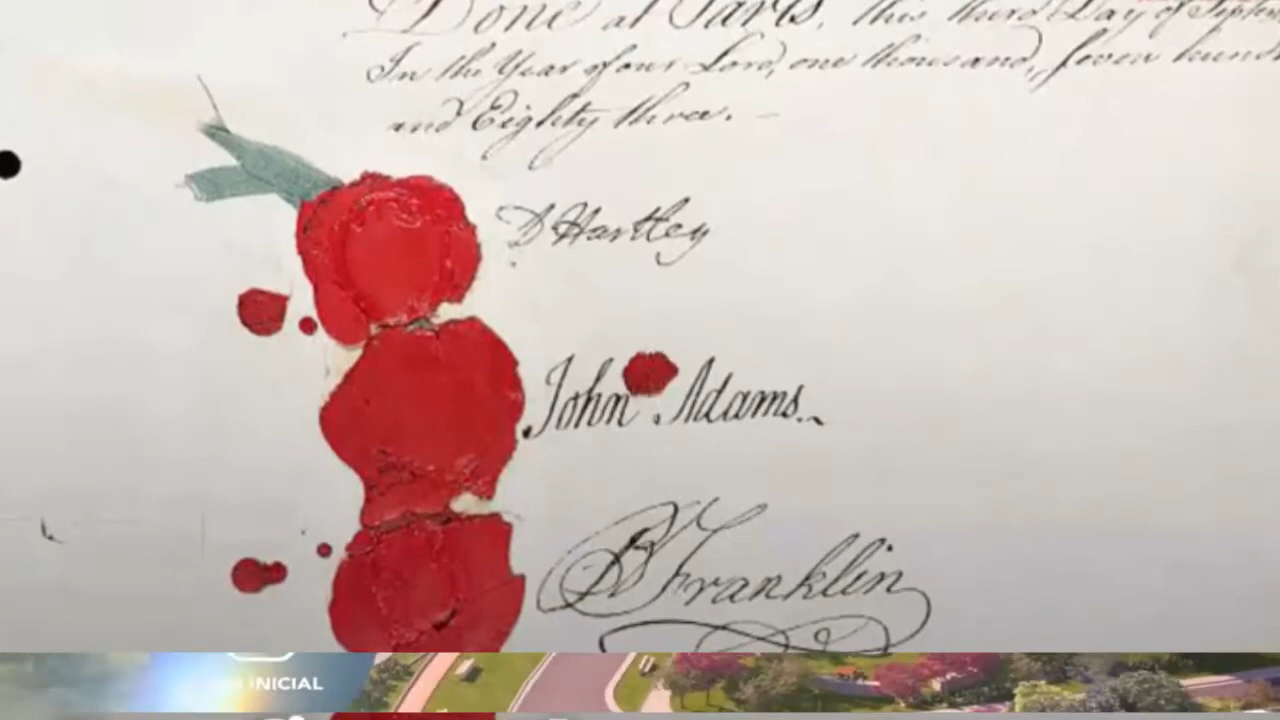 Done at Paris, this third Day of Septem
In the Year of our Lord, one thousand, seven hund
and Eighty three. -
D Hartley
John Adams.
B Franklin
INICIAL